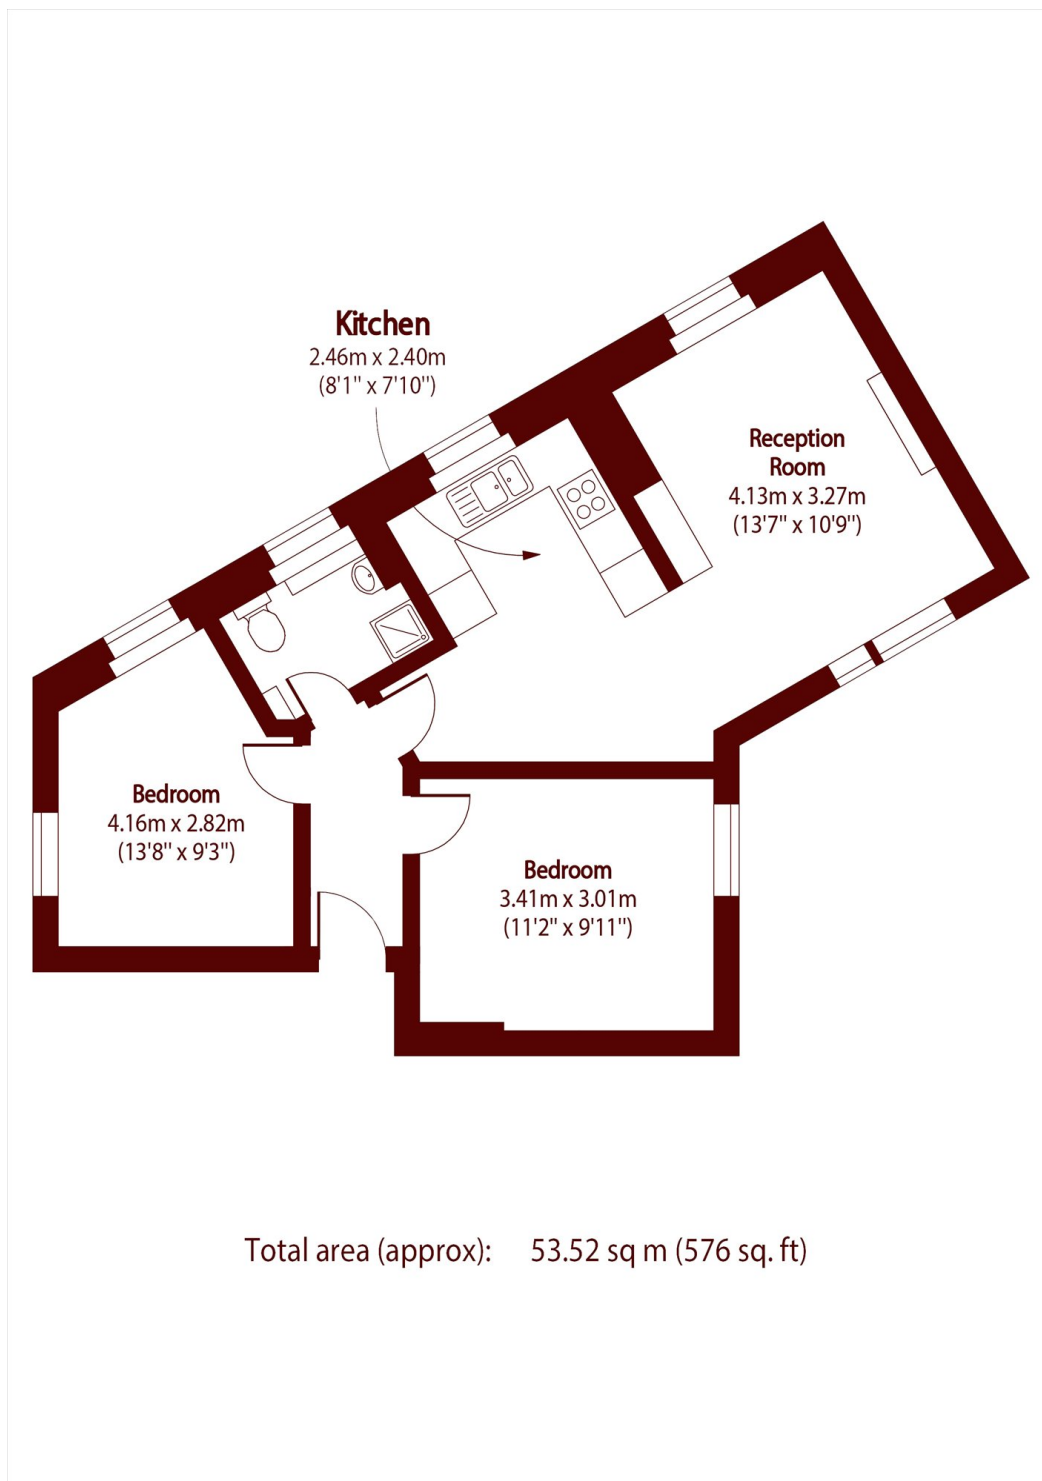 Kitchen
2.46m x 2.40m
(8'1" x 7'10")
Reception
Room
4.13m x 3.27m
(13'7" x 10'9")
Bedroom
4.16m x 2.82m
(13'8" x 9'3")
Bedroom
3.41m x 3.01m
(11'2" x 9'11")
Total area (approx): 53.52 sq m (576 sq. ft)